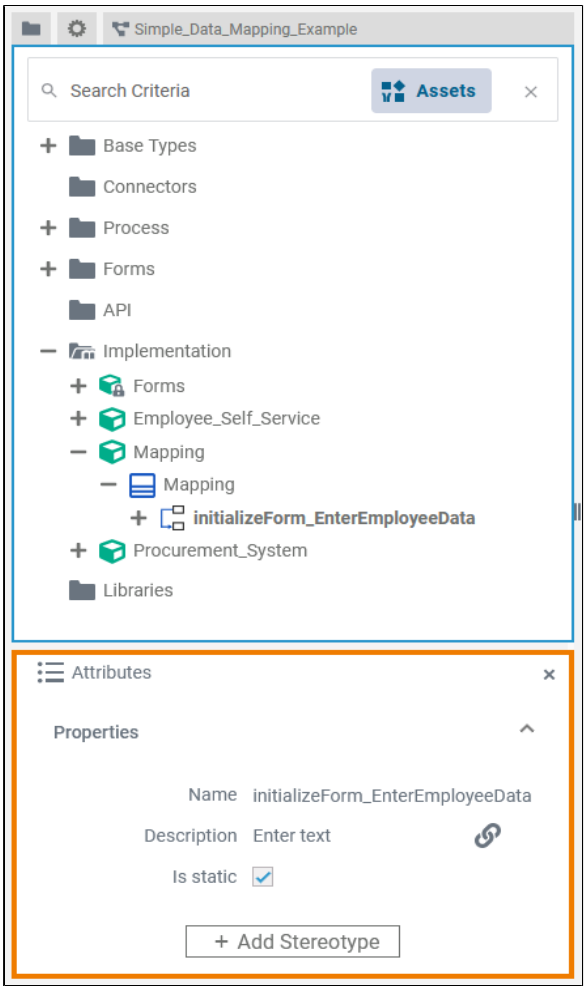 Simple_Data_Mapping_Example
Search Criteria Assets
Base Types
Connectors
Process
Forms
API
Implementation
Forms
Employee_Self_Service
Mapping
Mapping
initializeForm_EnterEmployeeData
Procurement_System
Libraries
Attributes
Properties
Name initializeForm_EnterEmployeeData
Description Enter text
Is static
+ Add Stereotype